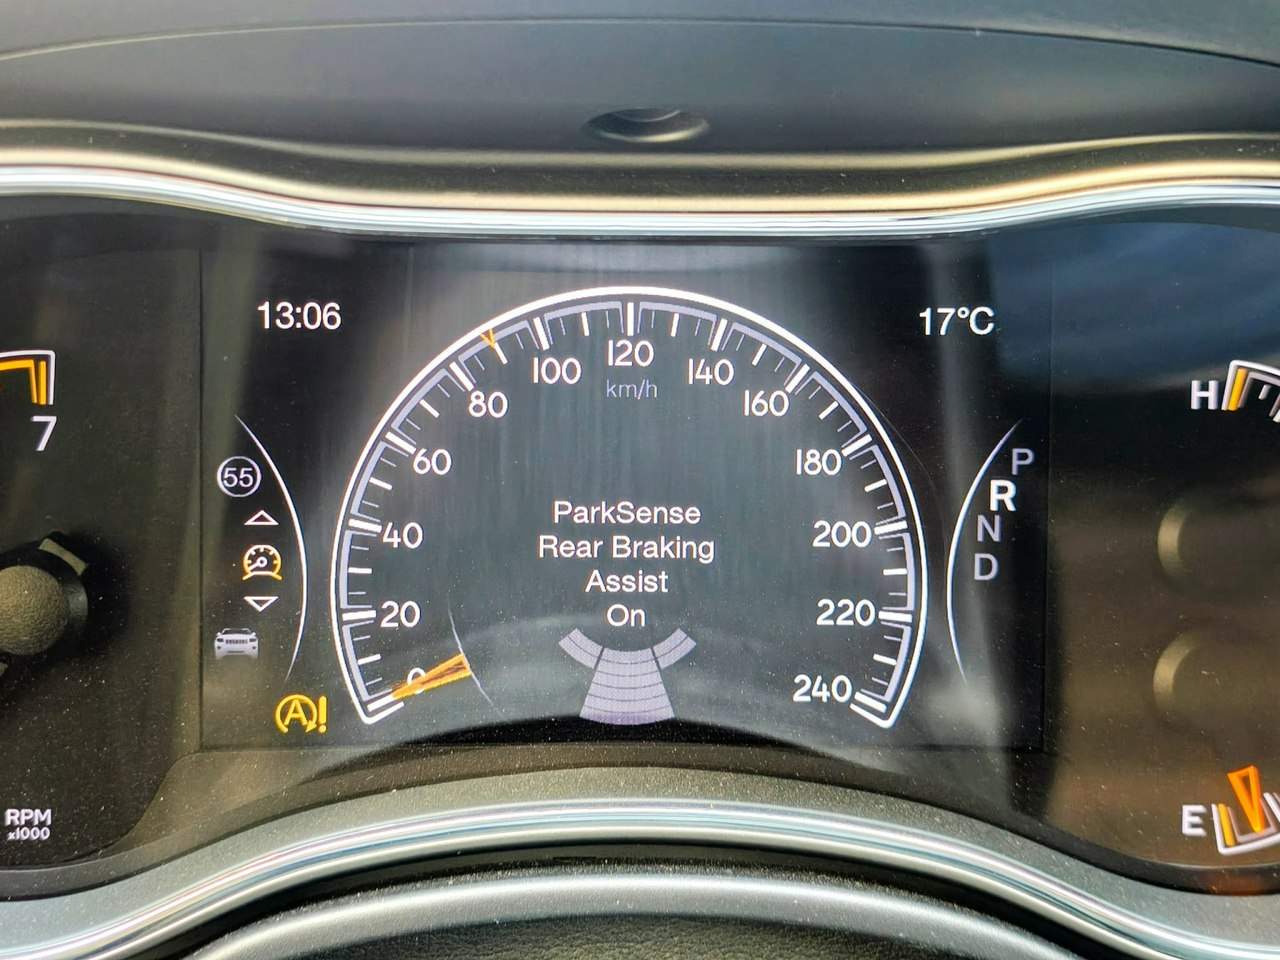 13:06
17°C
7
H
100
120
140
km/h
80
160
60
180
P
55
R
40
ParkSense
200
N
Rear Braking
D
Assist
20
On
220
0
240
A!
RPM
x1000
E